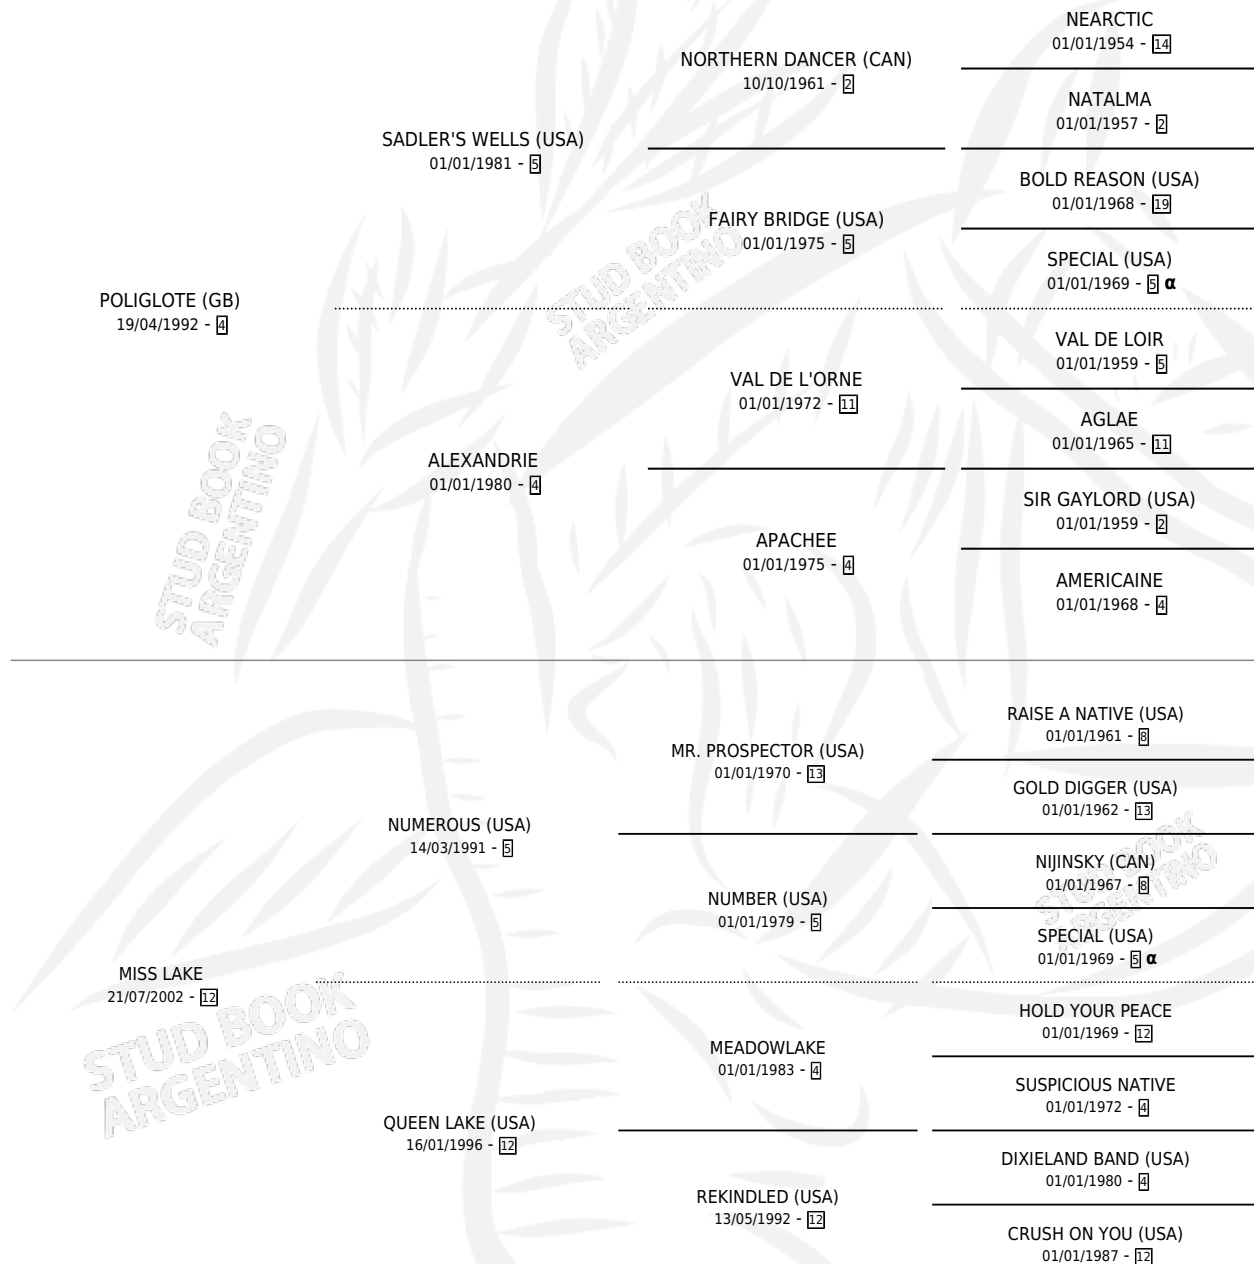 NEARCTIC
01/01/1954 - 14
NORTHERN DANCER (CAN)
10/10/1961 - 2
NATALMA
01/01/1957 - 2
SADLER'S WELLS (USA)
01/01/1981 - 5
BOLD REASON (USA)
01/01/1968 - 19
FAIRY BRIDGE (USA)
01/01/1975 - 5
SPECIAL (USA)
01/01/1969 - 5 α
POLIGLOTE (GB)
19/04/1992 - 4
VAL DE LOIR
01/01/1959 - 5
VAL DE L'ORNE
01/01/1972 - 11
AGLAE
01/01/1965 - 11
ALEXANDRIE
01/01/1980 - 4
SIR GAYLORD (USA)
01/01/1959 - 2
APACHEE
01/01/1975 - 4
AMERICAINE
01/01/1968 - 4
STUD BOOK
ARGENTINO
STUD BOOK
ARGENTINO
RAISE A NATIVE (USA)
01/01/1961 - 8
MR. PROSPECTOR (USA)
01/01/1970 - 13
GOLD DIGGER (USA)
01/01/1962 - 13
NUMEROUS (USA)
14/03/1991 - 5
NIJINSKY (CAN)
01/01/1967 - 8
NUMBER (USA)
01/01/1979 - 5
SPECIAL (USA)
01/01/1969 - 5 α
MISS LAKE
21/07/2002 - 12
HOLD YOUR PEACE
01/01/1969 - 12
MEADOWLAKE
01/01/1983 - 4
SUSPICIOUS NATIVE
01/01/1972 - 4
QUEEN LAKE (USA)
16/01/1996 - 12
DIXIELAND BAND (USA)
01/01/1980 - 4
REKINDLED (USA)
13/05/1992 - 12
CRUSH ON YOU (USA)
01/01/1987 - 12
STUD BOOK
ARGENTINO
STUD BOOK
ARGENTINO